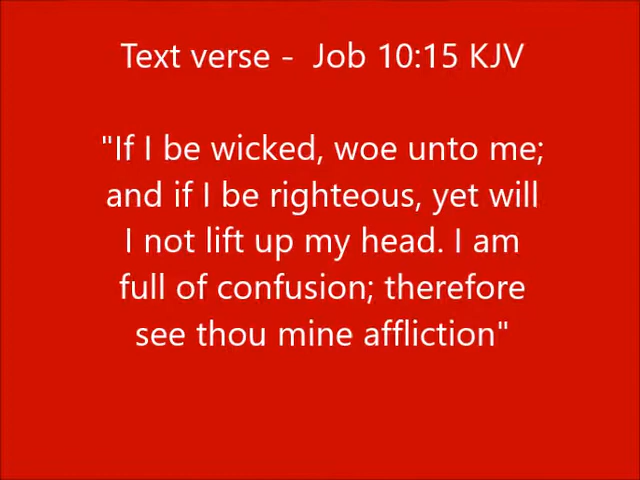 Text verse -  Job 10:15 KJV
"If I be wicked, woe unto me;
and if I be righteous, yet will
I not lift up my head. I am
full of confusion; therefore
see thou mine affliction"